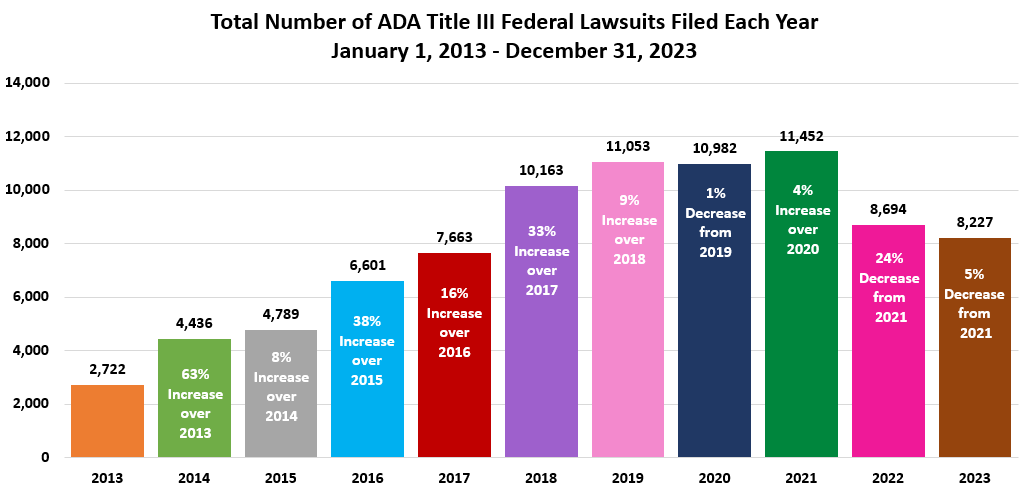 Total Number of ADA Title III Federal Lawsuits Filed Each Year
January 1, 2013 - December 31, 2023
14,000
12,000
10,000
8,000
6,000
4,000
2,000
0
2,722
4,436
63%
Increase
over
2013
4,789
8%
Increase
over
2014
6,601
38%
Increase
over
2015
7,663
16%
Increase
over
2016
10,163
33%
Increase
over
2017
11,053
9%
Increase
over
2018
10,982
1%
Decrease
from
2019
11,452
4%
Increase
over
2020
8,694
24%
Decrease
from
2021
8,227
5%
Decrease
from
2021
2013 2014 2015 2016 2017 2018 2019 2020 2021 2022 2023